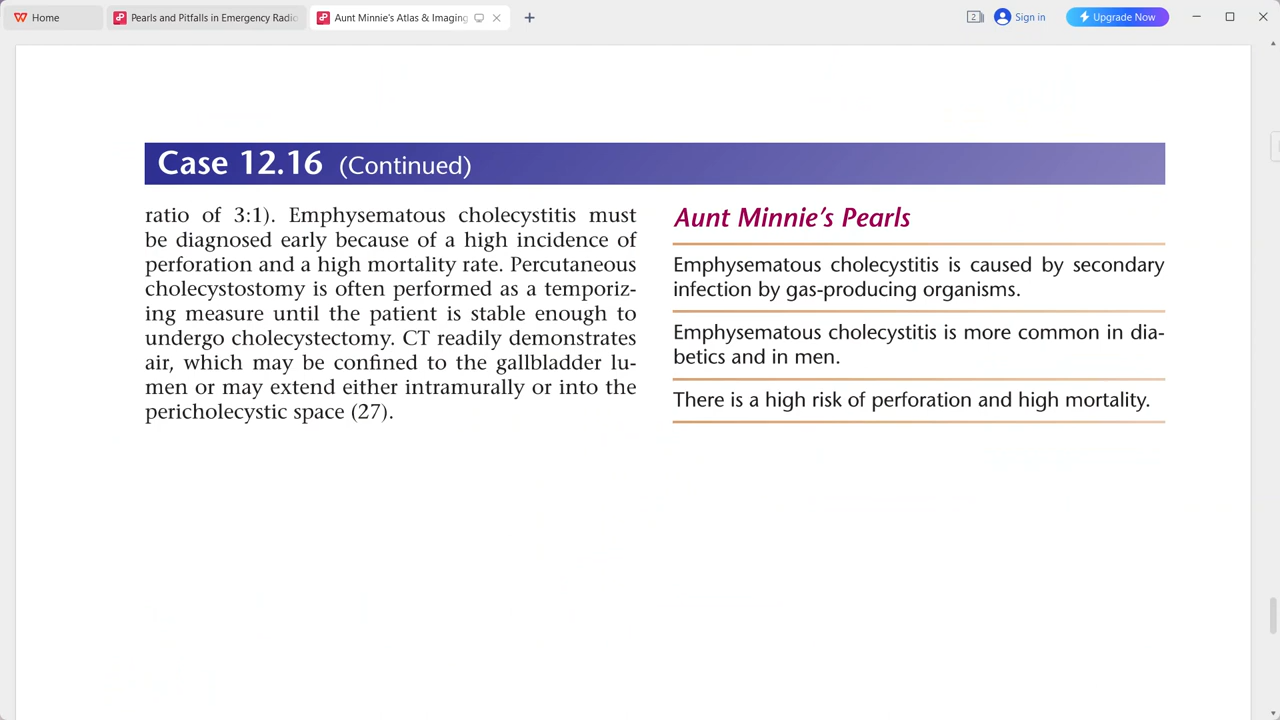 Home
Pearls and Pitfalls in Emergency Radio
Aunt Minnie's Atlas & Imaging
2
Sign in
Upgrade Now
Case 12.16 (Continued)
ratio of 3:1). Emphysematous cholecystitis must
be diagnosed early because of a high incidence of
perforation and a high mortality rate. Percutaneous
cholecystostomy is often performed as a temporiz-
ing measure until the patient is stable enough to
undergo cholecystectomy. CT readily demonstrates
air, which may be confined to the gallbladder lu-
men or may extend either intramurally or into the
pericholecystic space (27).
Aunt Minnie's Pearls
Emphysematous cholecystitis is caused by secondary
infection by gas-producing organisms.
Emphysematous cholecystitis is more common in dia-
betics and in men.
There is a high risk of perforation and high mortality.